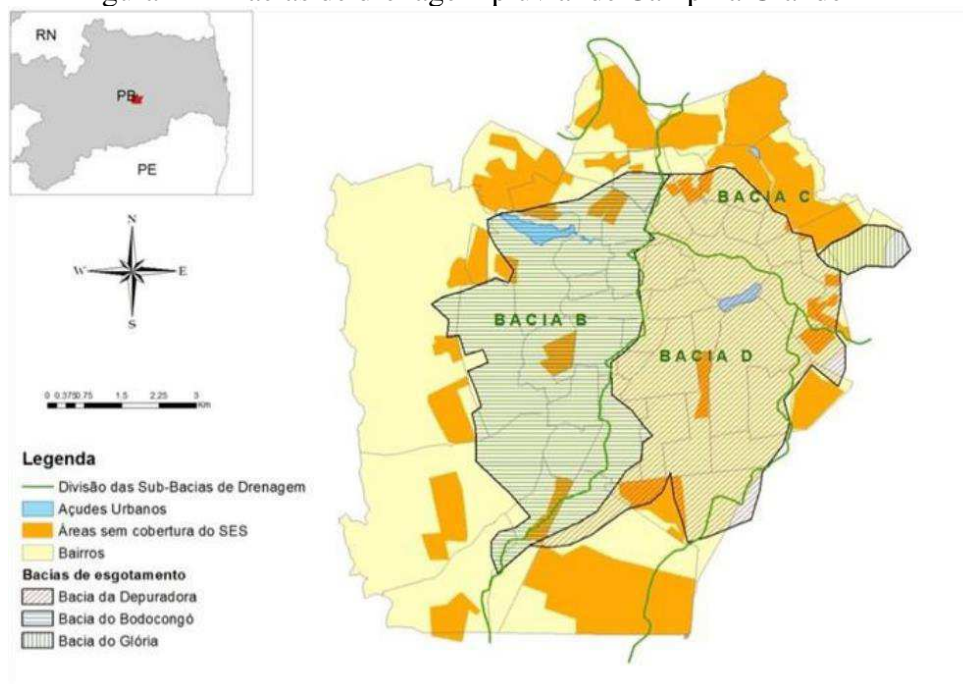 RN
PB
PE
N
W E
S
0 0.3750.75 1.5 2.25 3
Km
BACIA C
BACIA B
BACIA D
Legenda
Divisão das Sub-Bacias de Drenagem
Açudes Urbanos
Áreas sem cobertura do SES
Bairros
Bacias de esgotamento
Bacia da Depuradora
Bacia do Bodocongó
Bacia do Glória